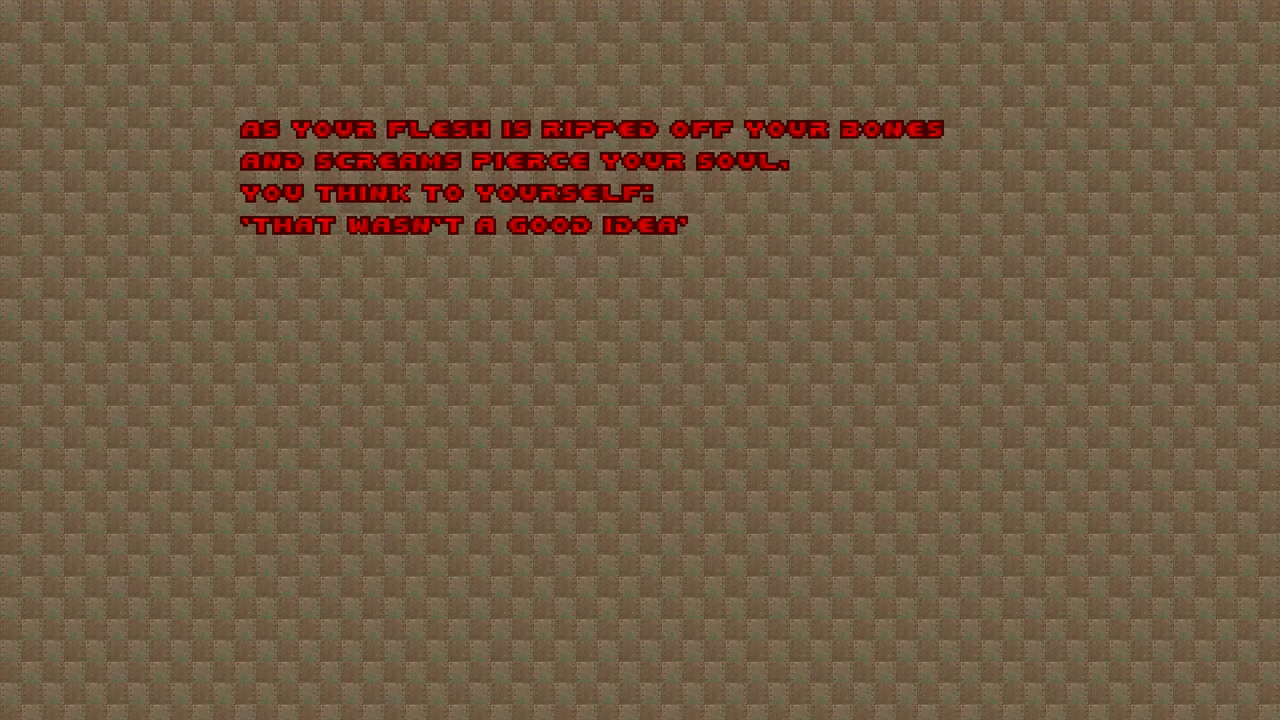 AS YOUR FLESH IS RIPPED OFF YOUR BONES
AND SCREAMS PIERCE YOUR SOUL,
YOU THINK TO YOURSELF:
'THAT WASN'T A GOOD IDEA'